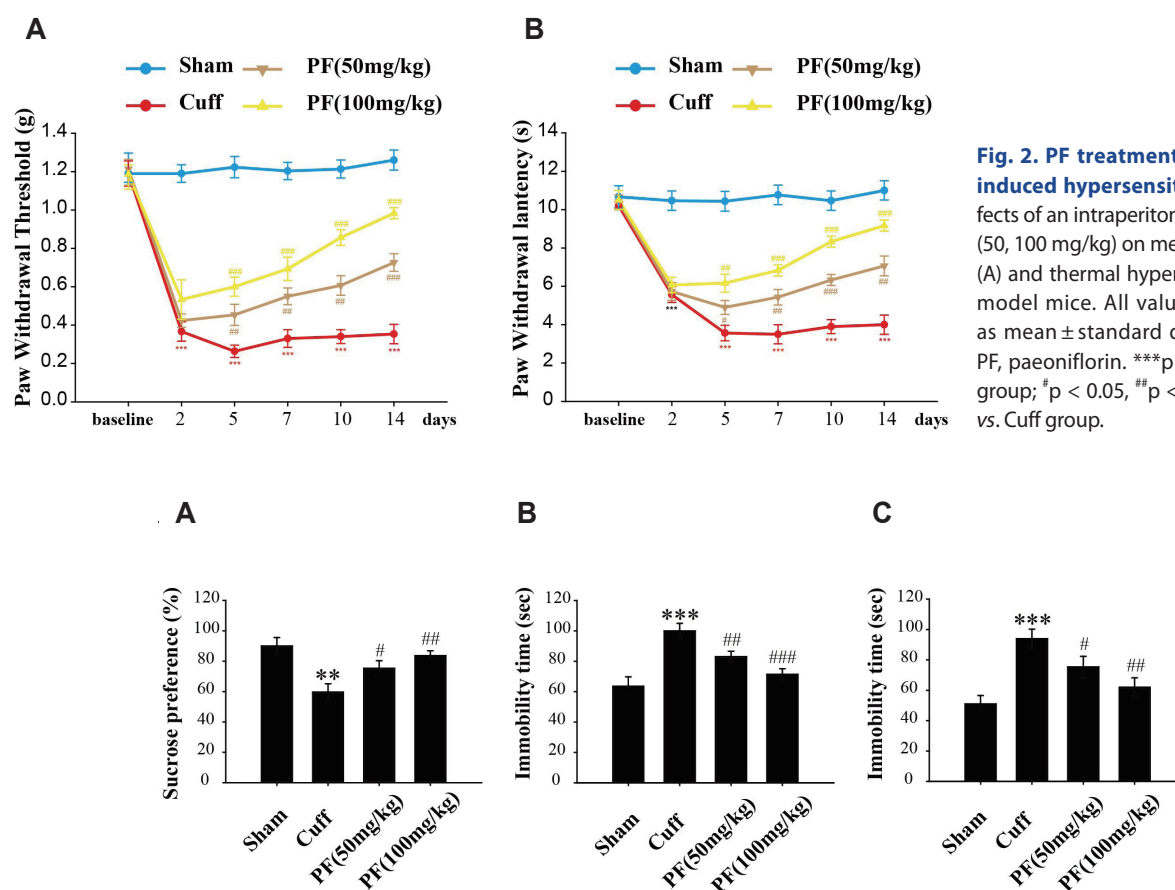 A
Sham PF(50mg/kg)
Cuff PF(100mg/kg)
Paw Withdrawal Threshold (g)
1.4
1.2
1.0
0.8
0.6
0.4
0.2
0.0
### ### ### ###
## ## ## ###
*** *** *** *** ***
baseline 2 5 7 10 14 days
B
Sham PF(50mg/kg)
Cuff PF(100mg/kg)
Paw Withdrawal lantency (s)
14
12
10
8
6
4
2
0
## ### ### ###
# ## ### ##
*** *** *** *** ***
baseline 2 5 7 10 14 days
Fig. 2. PF treatment
induced hypersensit
fects of an intraperiton
(50, 100 mg/kg) on me
(A) and thermal hyper
model mice. All valu
as mean ± standard c
PF, paeoniflorin. ***p
group; #p < 0.05, ##p <
vs. Cuff group.
A
Sucrose preference (%)
120
100
80
60
40
20
0
** # ##
Sham Cuff PF(50mg/kg) PF(100mg/kg)
B
Immobility time (sec)
120
100
80
60
40
20
0
*** ## ###
Sham Cuff PF(50mg/kg) PF(100mg/kg)
C
Immobility time (sec)
120
100
80
60
40
20
0
*** # ##
Sham Cuff PF(50mg/kg) PF(100mg/kg)